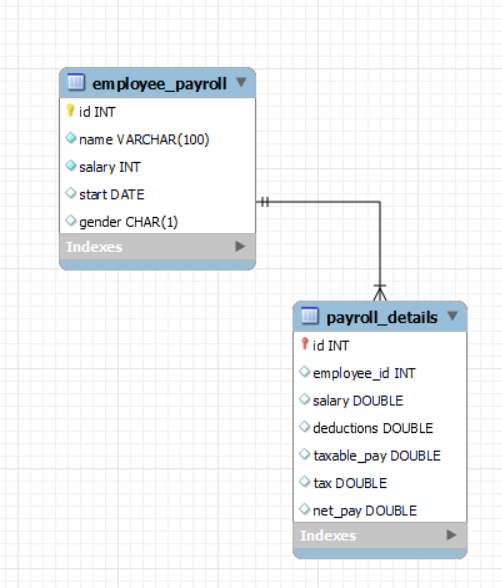 employee_payroll
id INT
name VARCHAR(100)
salary INT
start DATE
gender CHAR(1)
Indexes
payroll_details
id INT
employee_id INT
salary DOUBLE
deductions DOUBLE
taxable_pay DOUBLE
tax DOUBLE
net_pay DOUBLE
Indexes